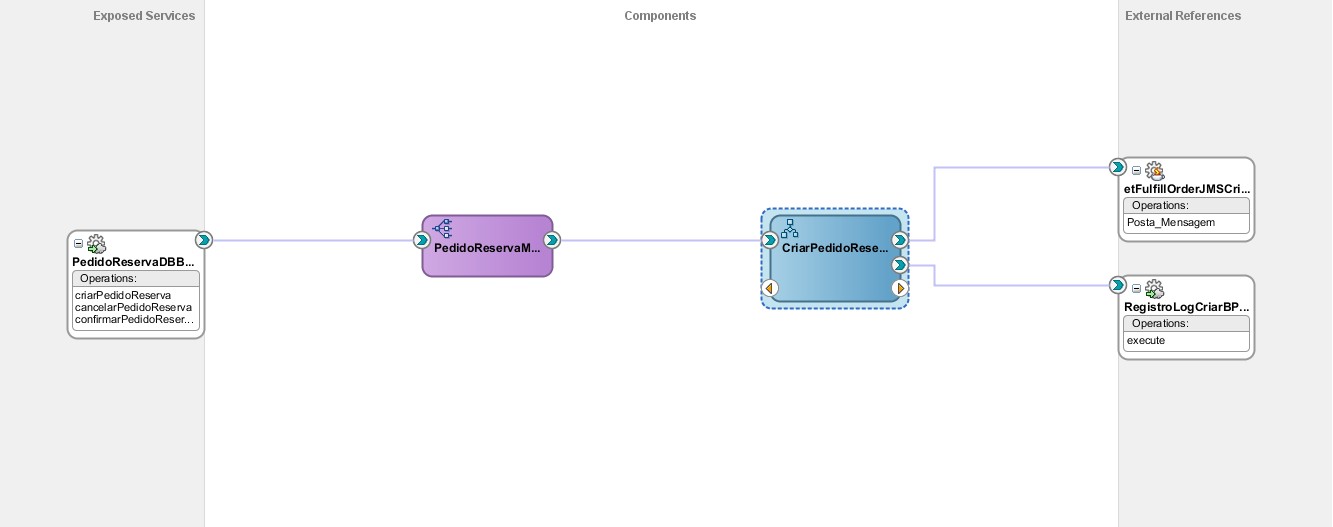 Exposed Services
Components
External References
PedidoReservaDBB...
Operations:
criarPedidoReserva
cancelarPedidoReserva
confirmarPedidoReser...
PedidoReservaM...
CriarPedidoRese...
etFulfillOrderJMSCri...
Operations:
Posta_Mensagem
RegistroLogCriarBP...
Operations:
execute